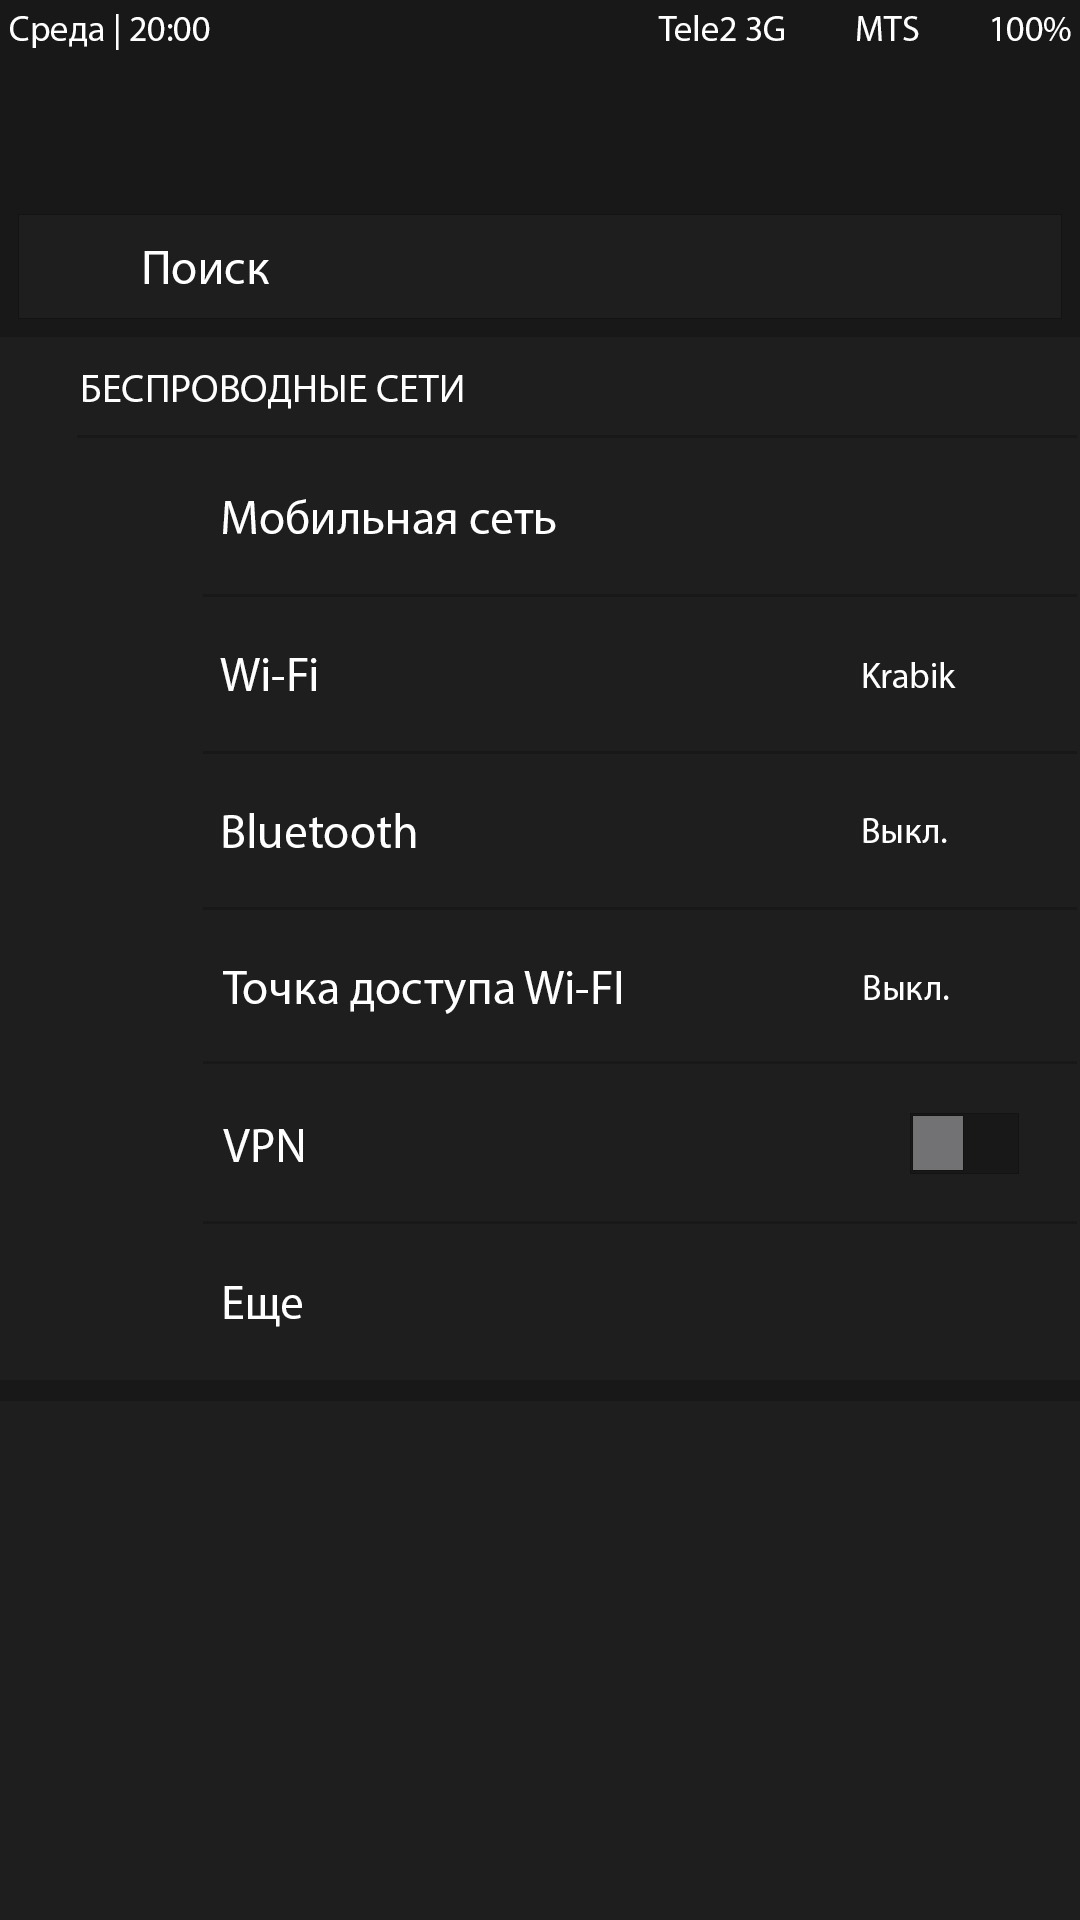 Среда | 20:00 Tele2 3G MTS 100%
Поиск
БЕСПРОВОДНЫЕ СЕТИ
Мобильная сеть
Wi-Fi Krabik
Bluetooth Выкл.
Точка доступа Wi-FI Выкл.
VPN
Еще